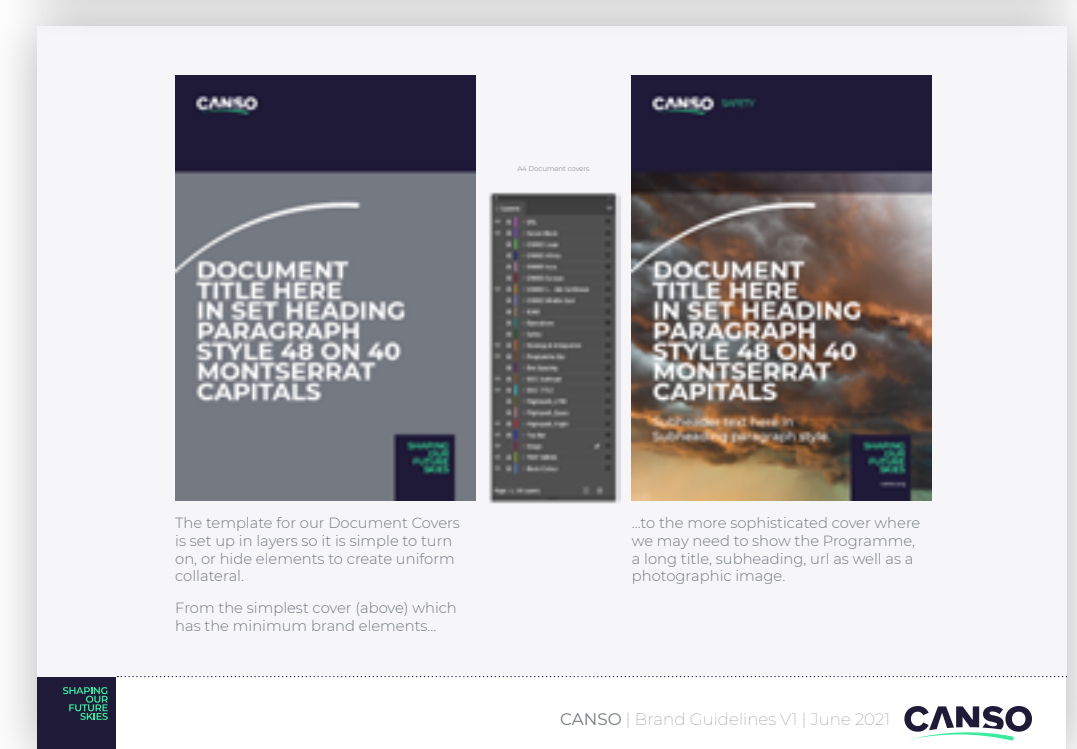 CANSO
DOCUMENT
TITLE HERE
IN SET HEADING
PARAGRAPH
STYLE 48 ON 40
MONTSERRAT
CAPITALS
SHAPING
OUR
FUTURE
SKIES
A4 Document covers
CANSO SAFETY
DOCUMENT
TITLE HERE
IN SET HEADING
PARAGRAPH
STYLE 48 ON 40
MONTSERRAT
CAPITALS
Subheader text here in
Subheading paragraph style.
SHAPING
OUR
FUTURE
SKIES
The template for our Document Covers
is set up in layers so it is simple to turn
on, or hide elements to create uniform
collateral.
From the simplest cover (above) which
has the minimum brand elements...
...to the more sophisticated cover where
we may need to show the Programme,
a long title, subheading, url as well as a
photographic image.
SHAPING
OUR
FUTURE
SKIES
CANSO | Brand Guidelines V1 | June 2021 CANSO